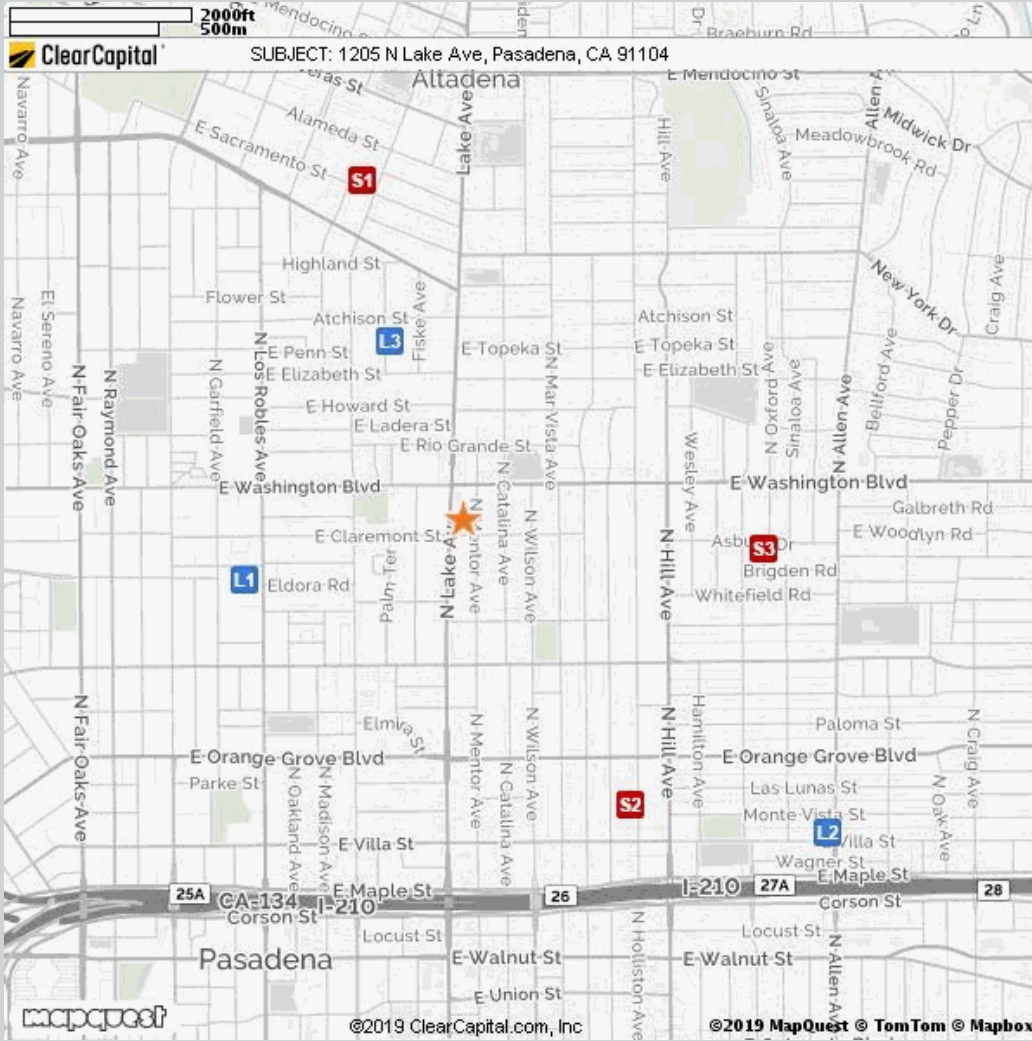 2000ft
500m
Mendocino St
Braeburn Rd
ClearCapital
SUBJECT: 1205 N Lake Ave, Pasadena, CA 91104
Altadena
E Mendocino St
Navarro Ave
Alameda St
Lake Ave
Hill Ave
Sinaloa Ave
Midwick Dr
Meadowbrook Rd
E Sacramento St
S1
Highland St
New York Dr
Craig Ave
Flower St
Navarro Ave
El Sereno Ave
Atchison St
L3
Fiske Ave
Atchison St
E Penn St
E Topeka St
E Topeka St
E Elizabeth St
E Elizabeth St
N Fair Oaks Ave
N Raymond Ave
N Garfield Ave
N Los Robles Ave
N Mar Vista Ave
N Oxford Ave
Sinaloa Ave
N Allen Ave
Bellford Ave
Pepper Dr
E Howard St
E Ladera St
E Rio Grande St
Wesley Ave
E Washington Blvd
E Washington Blvd
N Catalina Ave
N Wilson Ave
Galbreth Rd
E Claremont St
E Woodlyn Rd
S3
Brigden Rd
L1
Eldora Rd
Palm Ter
N Lake Ave
Mentor Ave
N Hill Ave
Whitefield Rd
N Fair Oaks Ave
Elmira St
N Mentor Ave
N Wilson Ave
N Hill Ave
Hamilton Ave
Paloma St
N Craig Ave
E Orange Grove Blvd
E Orange Grove Blvd
Parke St
N Oakland Ave
N Madison Ave
N Catalina Ave
Las Lunas St
N Oak Ave
S2
Monte Vista St
L2
Villa St
E Villa St
Wagner St
E Maple St
E Maple St
25A
CA-134
I-210
26
I-210
27A
28
Corson St
Corson St
Locust St
Locust St
N Holliston Ave
N Allen Ave
Pasadena
E Walnut St
E Walnut St
E Union St
mapquest
©2019 ClearCapital.com, Inc
©2019 MapQuest © TomTom © Mapbox